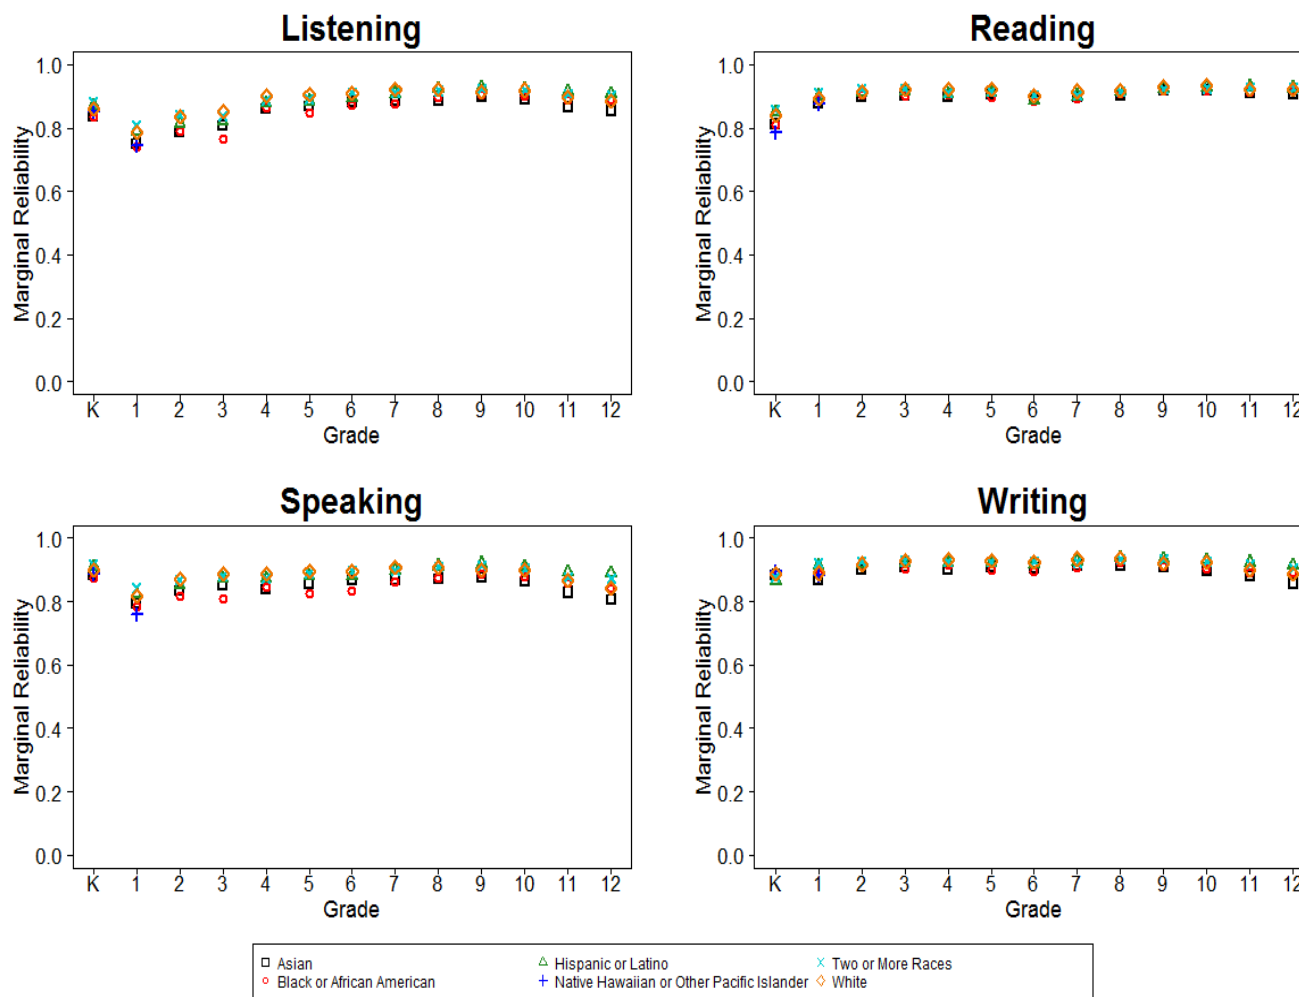 Listening
Marginal Reliability
1.0
0.8
0.6
0.4
0.2
0.0
K 1 2 3 4 5 6 7 8 9 10 11 12
Grade
Reading
Marginal Reliability
1.0
0.8
0.6
0.4
0.2
0.0
K 1 2 3 4 5 6 7 8 9 10 11 12
Grade
Speaking
Marginal Reliability
1.0
0.8
0.6
0.4
0.2
0.0
K 1 2 3 4 5 6 7 8 9 10 11 12
Grade
Writing
Marginal Reliability
1.0
0.8
0.6
0.4
0.2
0.0
K 1 2 3 4 5 6 7 8 9 10 11 12
Grade
Asian Hispanic or Latino Two or More Races
Black or African American Native Hawaiian or Other Pacific Islander White